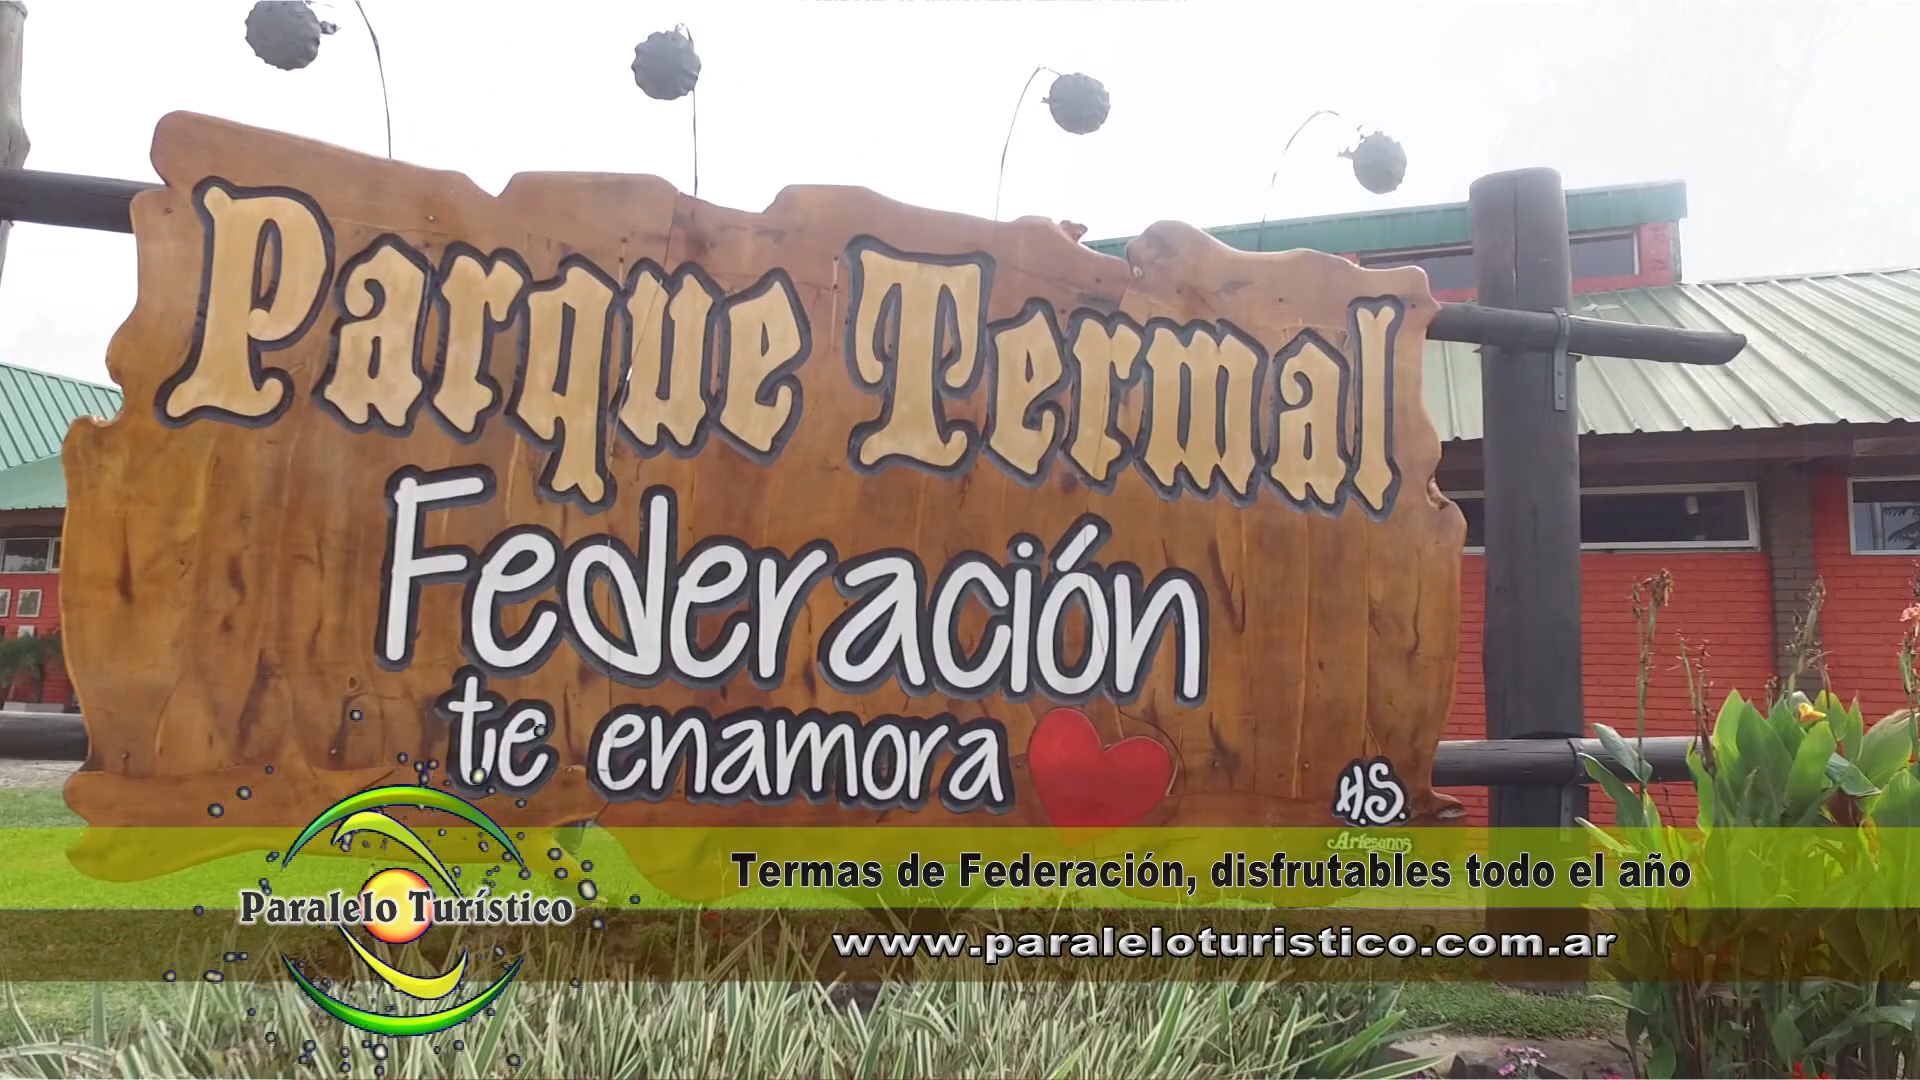 Parque Termal
Federación
te enamora
H.S.
Artesanos
Termas de Federación, disfrutables todo el año
Paralelo Turístico
www.paraleloturistico.com.ar